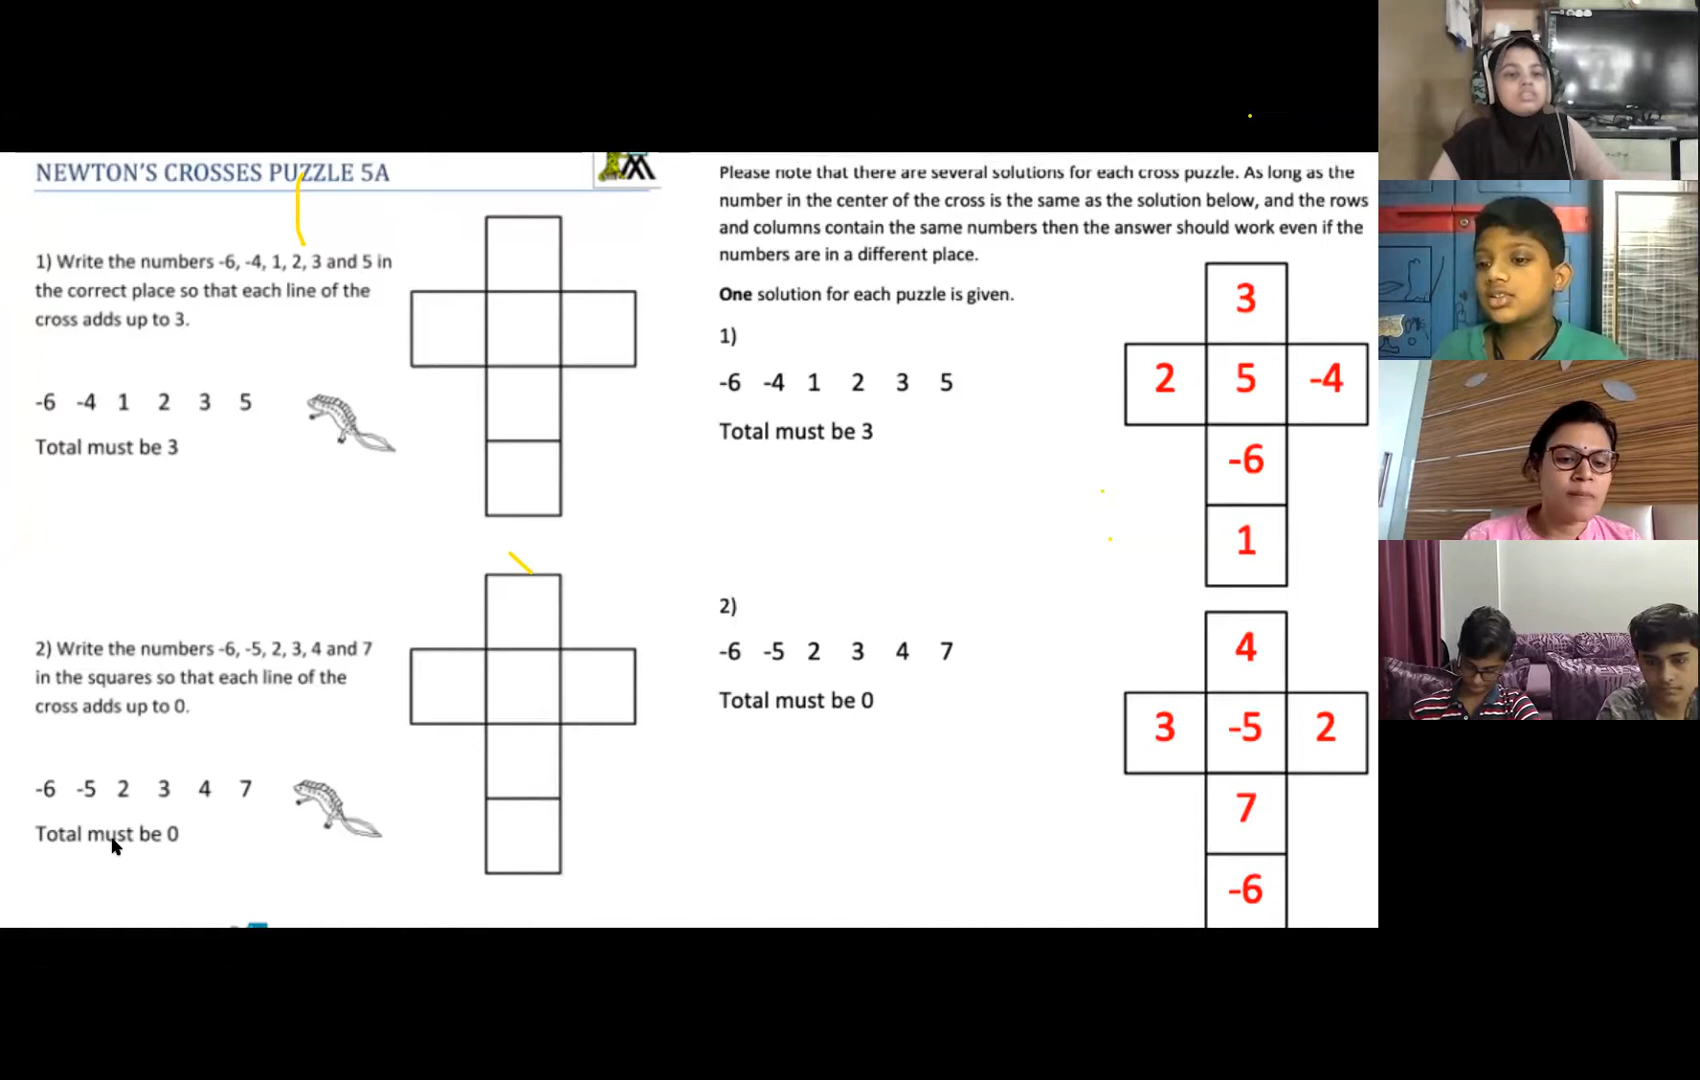 NEWTON'S CROSSES PUZZLE 5A
1) Write the numbers -6, -4, 1, 2, 3 and 5 in
the correct place so that each line of the
cross adds up to 3.
-6 -4 1 2 3 5
Total must be 3
2) Write the numbers -6, -5, 2, 3, 4 and 7
in the squares so that each line of the
cross adds up to 0.
-6 -5 2 3 4 7
Total must be 0
Please note that there are several solutions for each cross puzzle. As long as the
number in the center of the cross is the same as the solution below, and the rows
and columns contain the same numbers then the answer should work even if the
numbers are in a different place.
One solution for each puzzle is given.
1)
-6 -4 1 2 3 5
Total must be 3
3
2 5 -4
-6
1
2)
-6 -5 2 3 4 7
Total must be 0
4
3 -5 2
7
-6